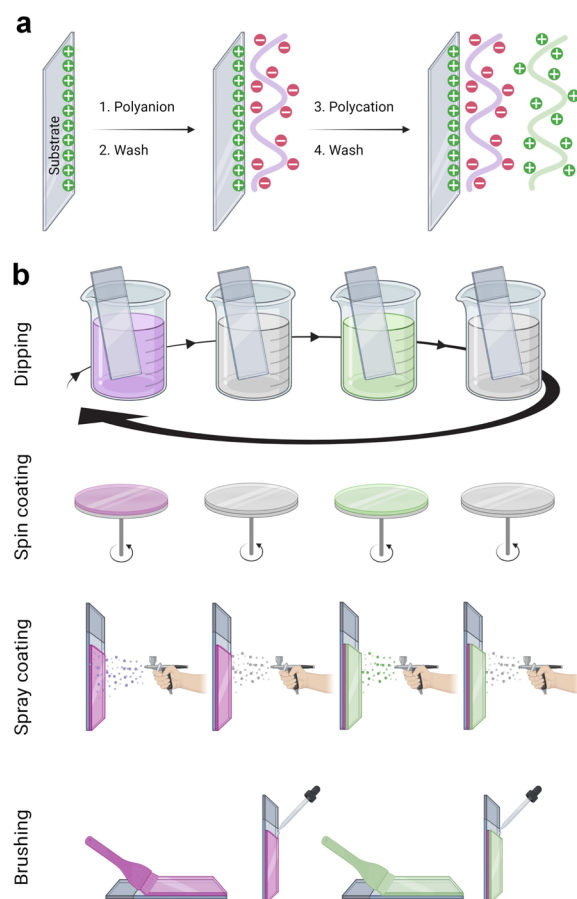 a
Substrate
1. Polyanion
2. Wash
3. Polycation
4. Wash
b
Dipping
Spin coating
Spray coating
Brushing